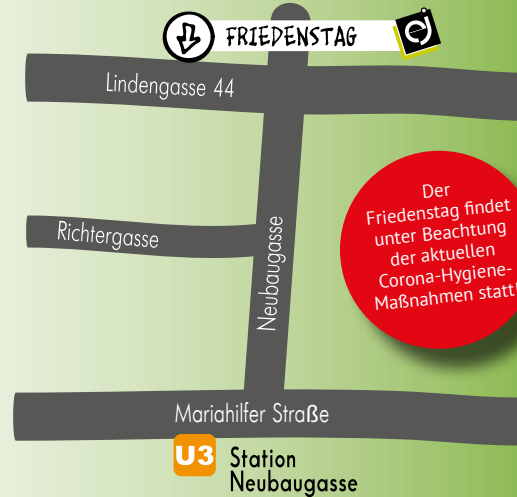 FRIEDENSTAG
ej
Lindengasse 44
Der
Friedenstag findet
unter Beachtung
der aktuellen
Corona-Hygiene-
Maßnahmen statt!
Richtergasse
Neubaugasse
Mariahilfer Straße
U3 Station
Neubaugasse